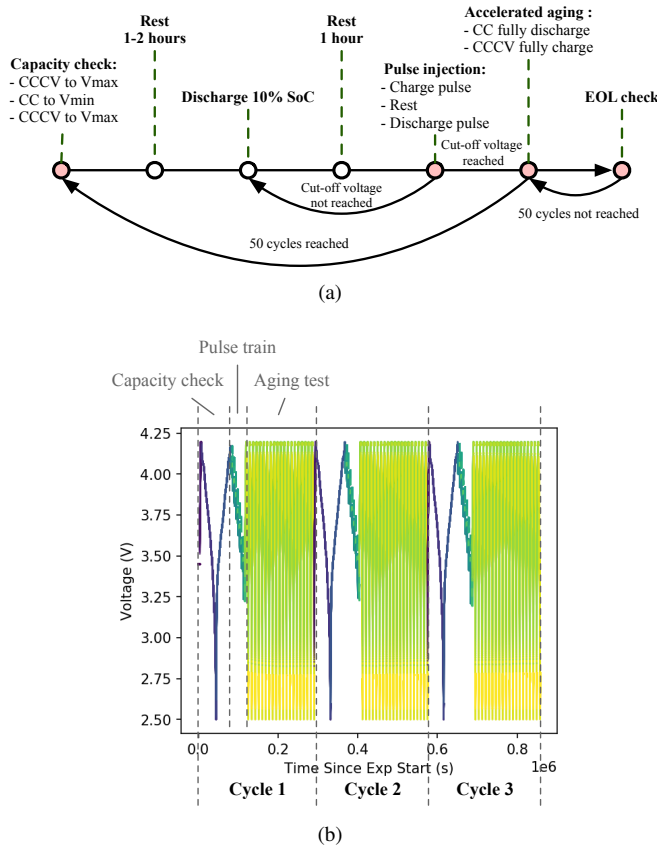 Rest
1-2 hours
Rest
1 hour
Accelerated aging :
- CC fully discharge
- CCCV fully charge
Capacity check:
- CCCV to Vmax
- CC to Vmin
- CCCV to Vmax
Discharge 10% SoC
Pulse injection:
- Charge pulse
- Rest
- Discharge pulse
EOL check
Cut-off voltage
reached
Cut-off voltage
not reached
50 cycles not reached
50 cycles reached
(a)
Pulse train
Capacity check
Aging test
Voltage (V)
4.25
4.00
3.75
3.50
3.25
3.00
2.75
2.50
0.0
0.2
0.4
0.6
0.8
Time Since Exp Start (s)
1e6
Cycle 1
Cycle 2
Cycle 3
(b)